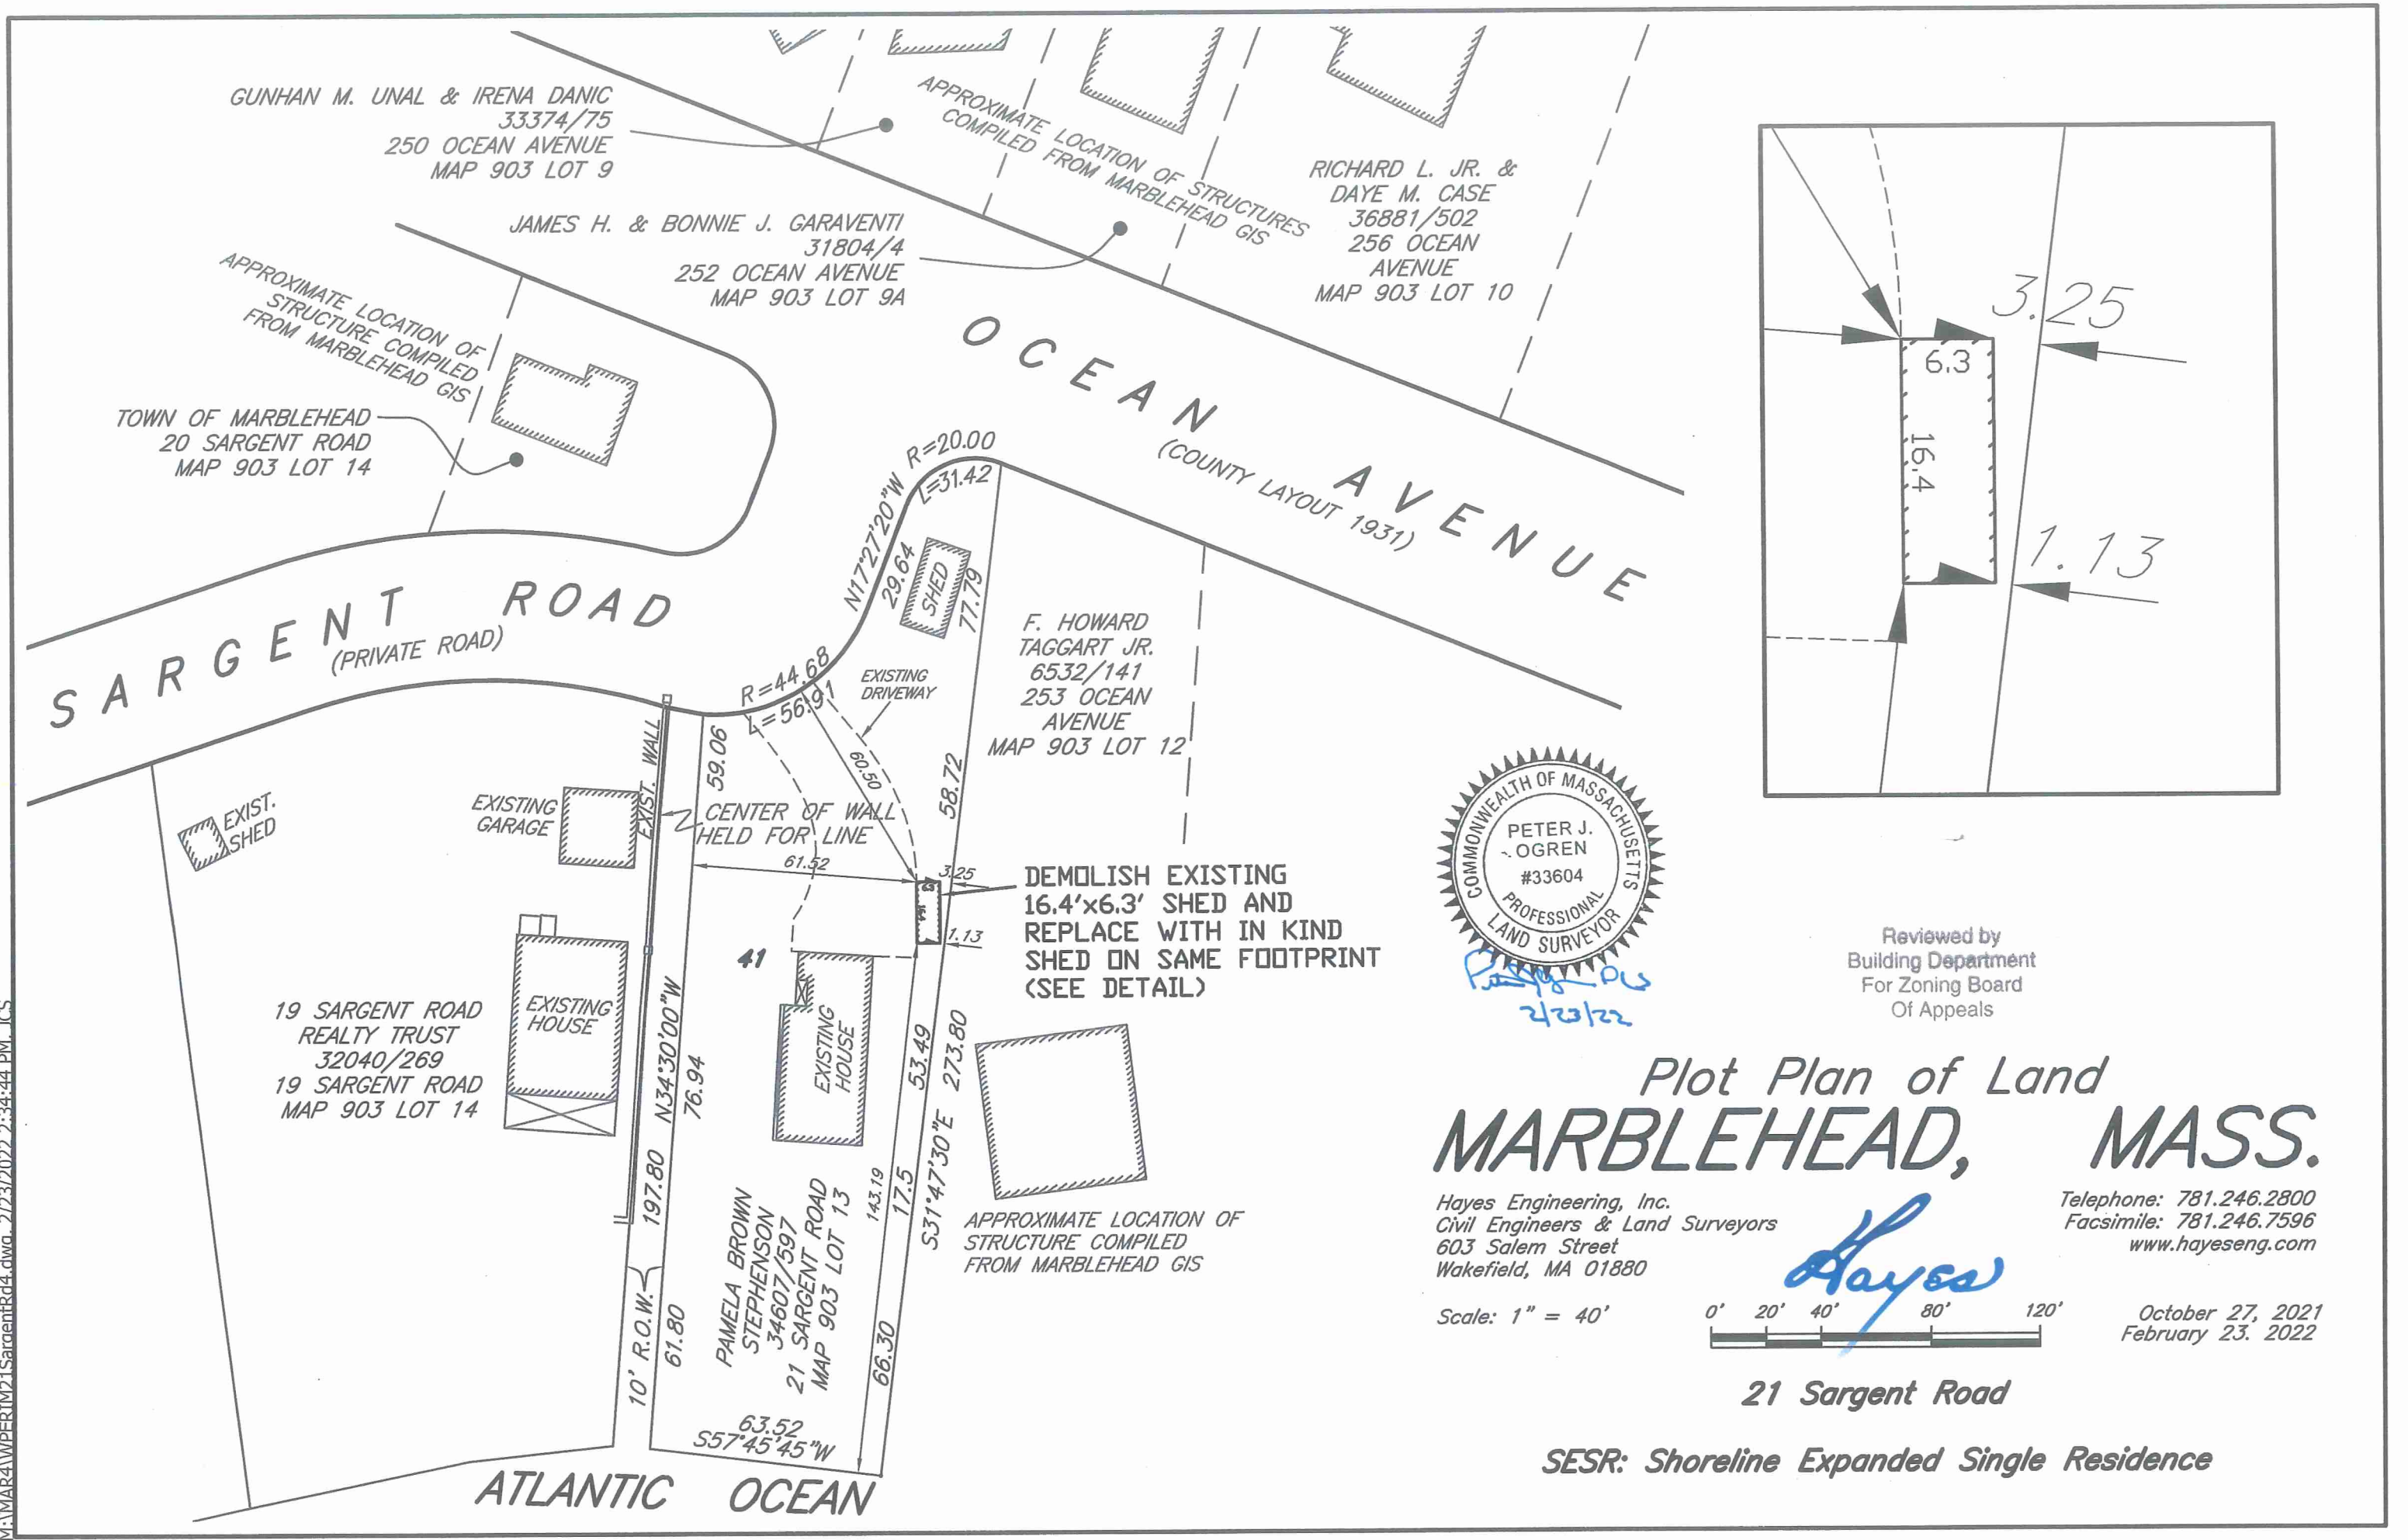 GUNHAN M. UNAL & IRENA DANIC
33374/75
250 OCEAN AVENUE
MAP 903 LOT 9
JAMES H. & BONNIE J. GARAVENTI
31804/4
252 OCEAN AVENUE
MAP 903 LOT 9A
APPROXIMATE LOCATION OF STRUCTURES
COMPILED FROM MARBLEHEAD GIS
RICHARD L. JR. &
DAYE M. CASE
36881/502
256 OCEAN
AVENUE
MAP 903 LOT 10
APPROXIMATE LOCATION OF
STRUCTURE COMPILED
FROM MARBLEHEAD GIS
TOWN OF MARBLEHEAD
20 SARGENT ROAD
MAP 903 LOT 14
OCEAN AVENUE
(COUNTY LAYOUT 1931)
SARGENT ROAD
(PRIVATE ROAD)
R=20.00
L=31.42
N17°27'20"W
29.64
SHED
77.79
R=44.68
L=56.91
EXISTING
DRIVEWAY
60.50
F. HOWARD
TAGGART JR.
6532/141
253 OCEAN
AVENUE
MAP 903 LOT 12
58.72
59.06
EXIST. WALL
CENTER OF WALL
HELD FOR LINE
61.52
EXIST.
SHED
EXISTING
GARAGE
3.25
6.3
16.4
1.13
DEMOLISH EXISTING
16.4'x6.3' SHED AND
REPLACE WITH IN KIND
SHED ON SAME FOOTPRINT
(SEE DETAIL)
41
EXISTING
HOUSE
EXISTING
HOUSE
19 SARGENT ROAD
REALTY TRUST
32040/269
19 SARGENT ROAD
MAP 903 LOT 14
197.80 N34°30'00"W
76.94
53.49
S31°47'30"E 273.80
143.19
17.5
PAMELA BROWN
STEPHENSON
34607/597
21 SARGENT ROAD
MAP 903 LOT 13
10' R.O.W.
61.80
66.30
63.52
S57°45'45"W
APPROXIMATE LOCATION OF
STRUCTURE COMPILED
FROM MARBLEHEAD GIS
ATLANTIC OCEAN
3.25
6.3
16.4
1.13
COMMONWEALTH OF MASSACHUSETTS
PETER J.
OGREN
#33604
PROFESSIONAL
LAND SURVEYOR
PLS
2/23/22
Reviewed by
Building Department
For Zoning Board
Of Appeals
Plot Plan of Land
MARBLEHEAD, MASS.
Hayes Engineering, Inc.
Civil Engineers & Land Surveyors
603 Salem Street
Wakefield, MA 01880
Hayes
Telephone: 781.246.2800
Facsimile: 781.246.7596
www.hayeseng.com
Scale: 1" = 40'
0' 20' 40' 80' 120'
October 27, 2021
February 23. 2022
21 Sargent Road
SESR: Shoreline Expanded Single Residence